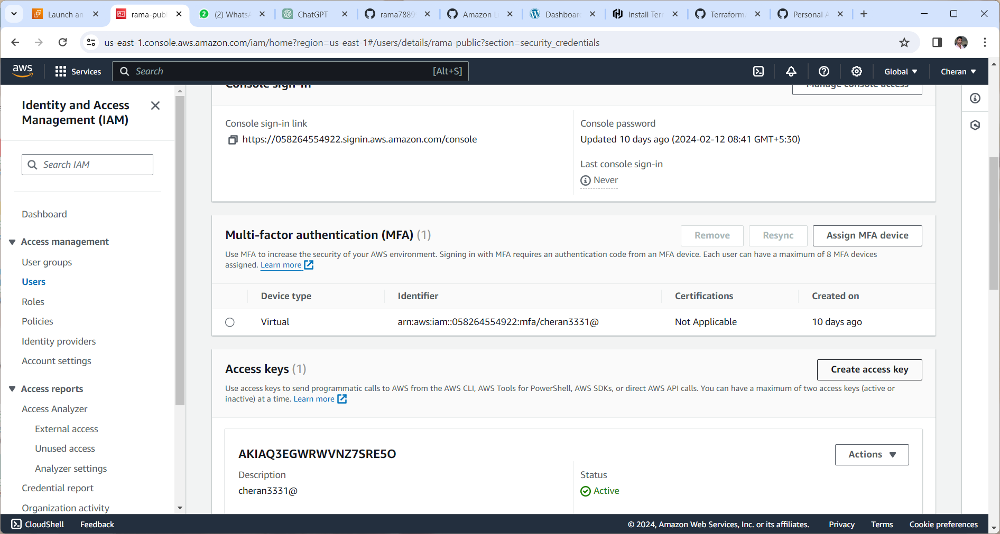 Launch an
rama-publ
(2) WhatsA
ChatGPT
rama7889
Amazon L
Dashboard
Install Terr
Terraform
Personal A
us-east-1.console.aws.amazon.com/iam/home?region=us-east-1#/users/details/rama-public?section=security_credentials
aws
Services
Search
[Alt+S]
Global
Cheran
Identity and Access
Management (IAM)
Search IAM
Dashboard
Access management
User groups
Users
Roles
Policies
Identity providers
Account settings
Access reports
Access Analyzer
External access
Unused access
Analyzer settings
Credential report
Organization activity
Console sign-in
Manage console access
Console sign-in link
https://058264554922.signin.aws.amazon.com/console
Console password
Updated 10 days ago (2024-02-12 08:41 GMT+5:30)
Last console sign-in
Never
Multi-factor authentication (MFA) (1)
Remove
Resync
Assign MFA device
Use MFA to increase the security of your AWS environment. Signing in with MFA requires an authentication code from an MFA device. Each user can have a maximum of 8 MFA devices
assigned. Learn more
Device type Identifier Certifications Created on
Virtual arn:aws:iam::058264554922:mfa/cheran3331@ Not Applicable 10 days ago
Access keys (1)
Create access key
Use access keys to send programmatic calls to AWS from the AWS CLI, AWS Tools for PowerShell, AWS SDKs, or direct AWS API calls. You can have a maximum of two access keys (active or
inactive) at a time. Learn more
AKIAQ3EGWRWVNZ7SRE5O
Actions
Description
cheran3331@
Status
Active
CloudShell
Feedback
© 2024, Amazon Web Services, Inc. or its affiliates.
Privacy
Terms
Cookie preferences